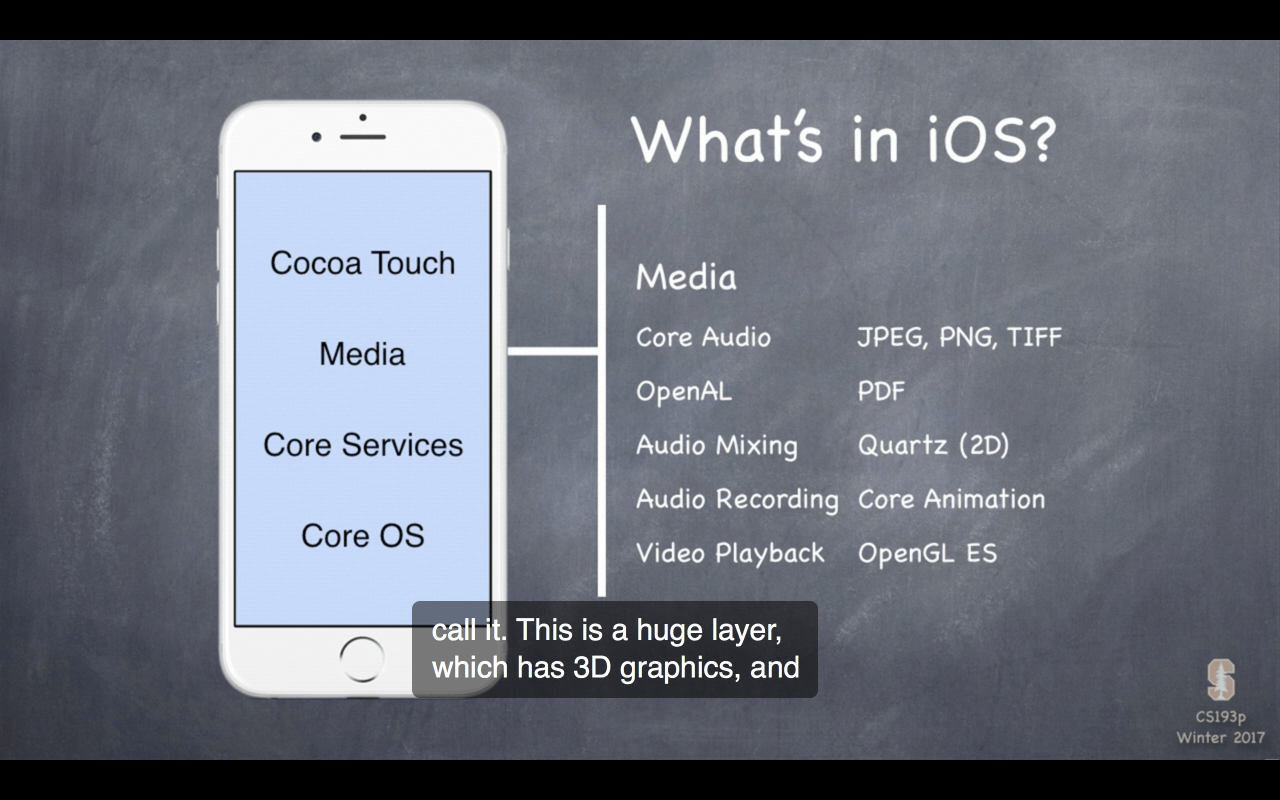 What's in iOS?
Cocoa Touch
Media
Core Services
Core OS
Media
Core Audio
OpenAL
Audio Mixing
Audio Recording
Video Playback
JPEG, PNG, TIFF
PDF
Quartz (2D)
Core Animation
OpenGL ES
call it. This is a huge layer,
which has 3D graphics, and
S
CS193p
Winter 2017